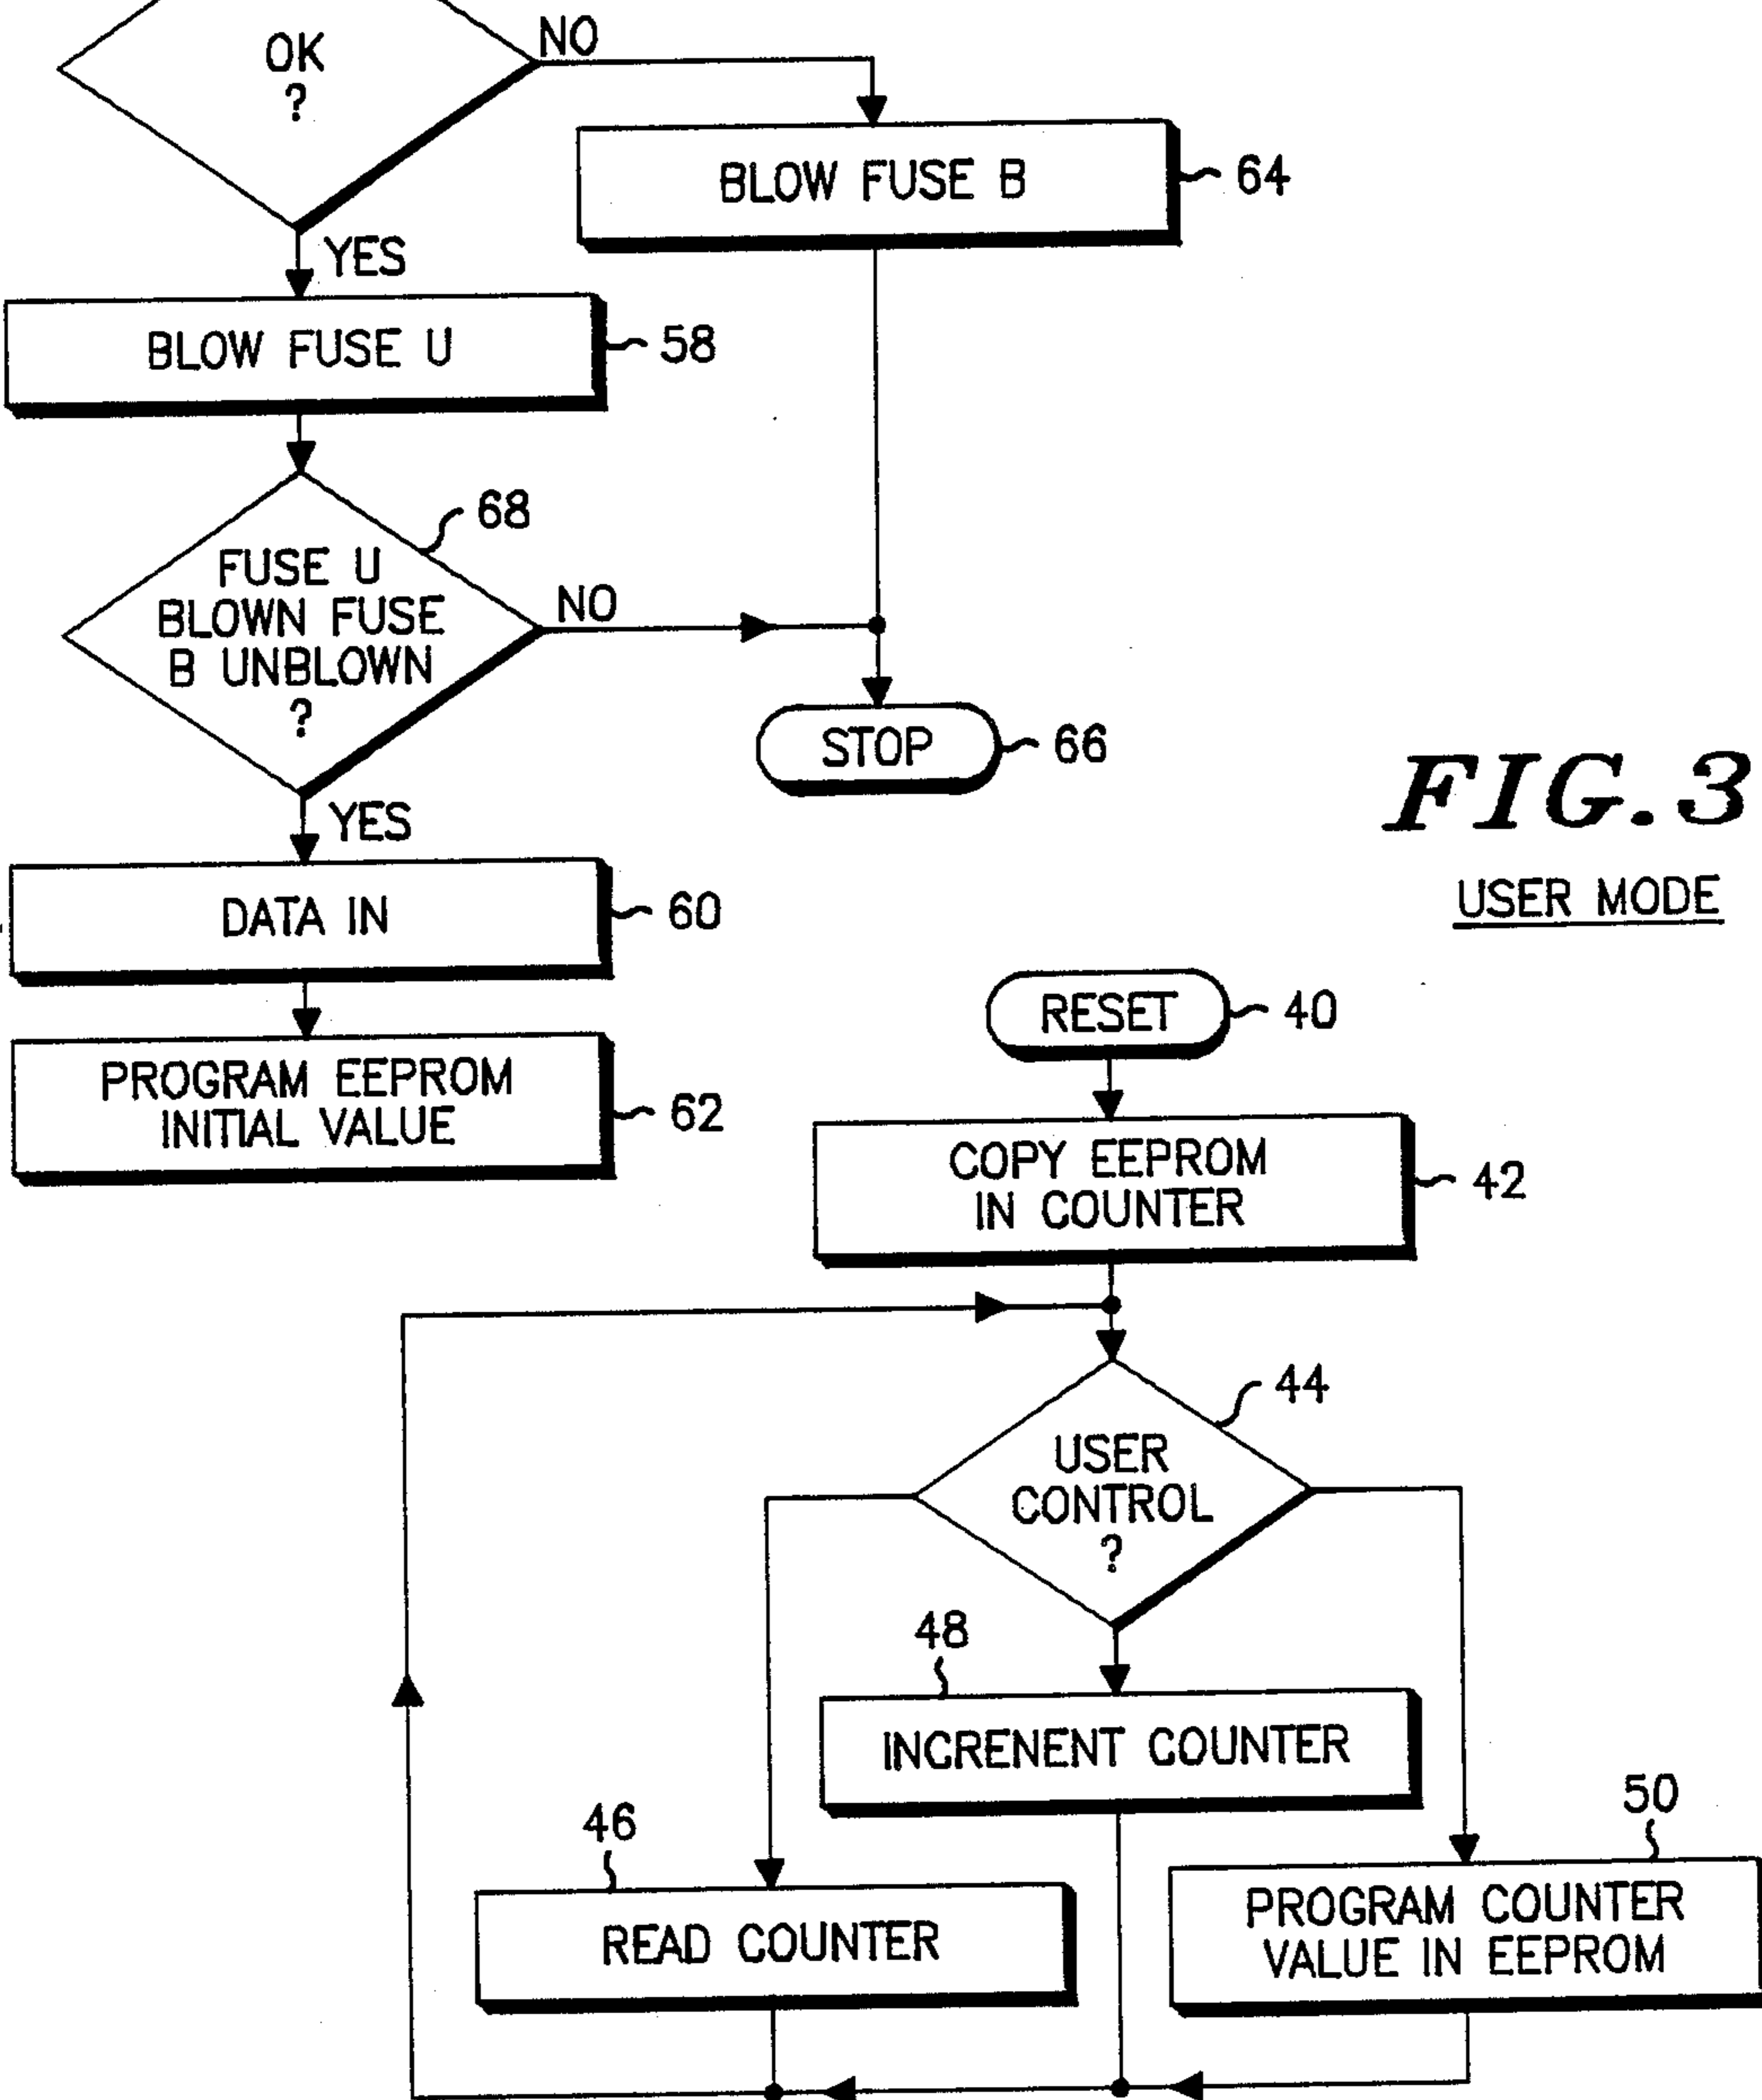 OK
?
NO
BLOW FUSE B
64
YES
BLOW FUSE U
58
68
FUSE U
BLOWN FUSE
B UNBLOWN
?
NO
STOP
66
YES
FIG.3
USER MODE
DATA IN
60
RESET
40
PROGRAM EEPROM
INITIAL VALUE
62
COPY EEPROM
IN COUNTER
42
44
USER
CONTROL
?
48
INCRENENT COUNTER
46
READ COUNTER
50
PROGRAM COUNTER
VALUE IN EEPROM